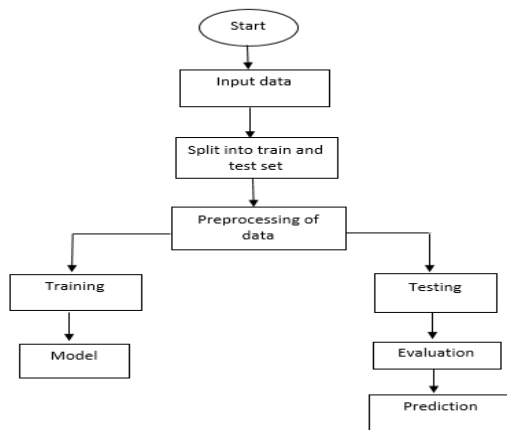 Start
Input data
Split into train and
test set
Preprocessing of
data
Training
Testing
Model
Evaluation
Prediction